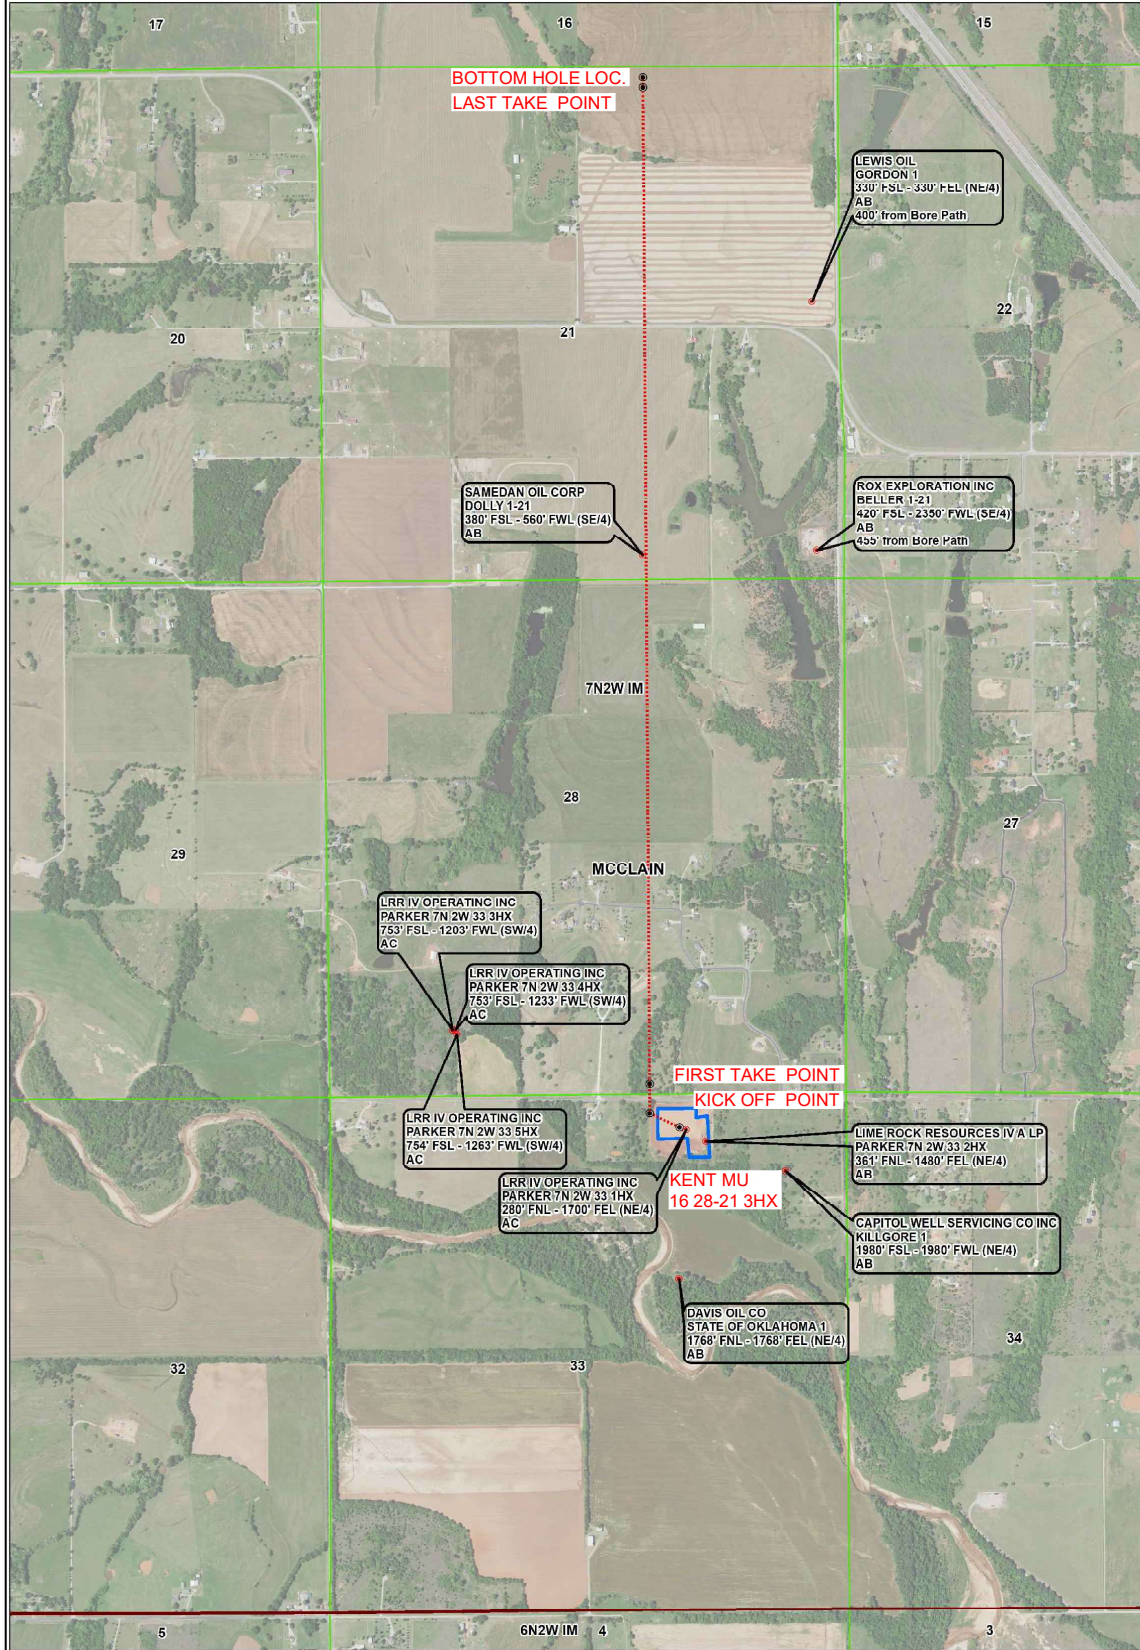 17
16
15
BOTTOM HOLE LOC.
LAST TAKE POINT
LEWIS OIL
GORDON 1
330' FSL - 330' FEL (NE/4)
AB
400' from Bore Path
22
20
21
SAMEDAN OIL CORP
DOLLY 1-21
380' FSL - 560' FWL (SE/4)
AB
ROX EXPLORATION INC
BELLER 1-21
420' FSL - 2350' FWL (SE/4)
AB
455' from Bore Path
7N2W IM
28
27
29
MCCLAIN
LRR IV OPERATING INC
PARKER 7N 2W 33 3HX
753' FSL - 1203' FWL (SW/4)
AC
LRR IV OPERATING INC
PARKER 7N 2W 33 4HX
753' FSL - 1233' FWL (SW/4)
AC
FIRST TAKE POINT
KICK OFF POINT
LRR IV OPERATING INC
PARKER 7N 2W 33 5HX
754' FSL - 1263' FWL (SW/4)
AC
LIME ROCK RESOURCES IV A LP
PARKER 7N 2W 33 2HX
361' FNL - 1480' FEL (NE/4)
AB
LRR IV OPERATING INC
PARKER 7N 2W 33 1HX
280' FNL - 1700' FEL (NE/4)
AC
KENT MU
16 28-21 3HX
CAPITOL WELL SERVICING CO INC
KILLGORE 1
1980' FSL - 1980' FWL (NE/4)
AB
DAVIS OIL CO
STATE OF OKLAHOMA 1
1768' FNL - 1768' FEL (NE/4)
AB
34
32
33
5
6N2W IM
4
3